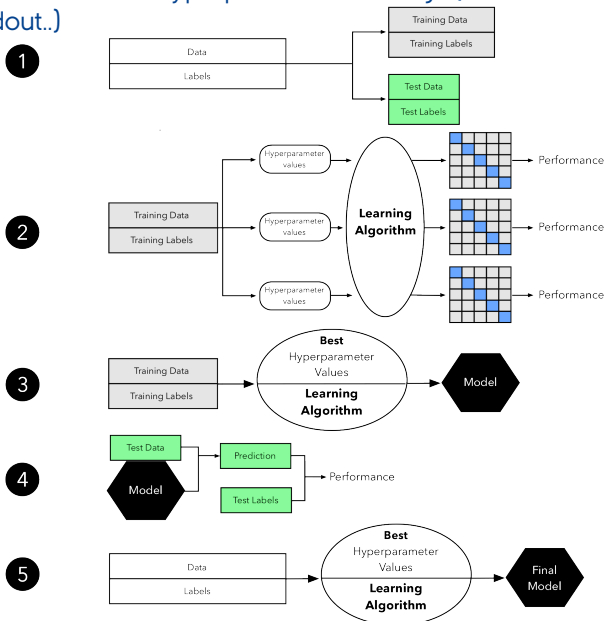 dout..)
1
Data
Labels
Training Data
Training Labels
Test Data
Test Labels
2
Training Data
Training Labels
Hyperparameter
values
Hyperparameter
values
Hyperparameter
values
Learning
Algorithm
Performance
Performance
Performance
3
Training Data
Training Labels
Best
Hyperparameter
Values
Learning
Algorithm
Model
4
Test Data
Model
Prediction
Test Labels
Performance
5
Data
Labels
Best
Hyperparameter
Values
Learning
Algorithm
Final
Model